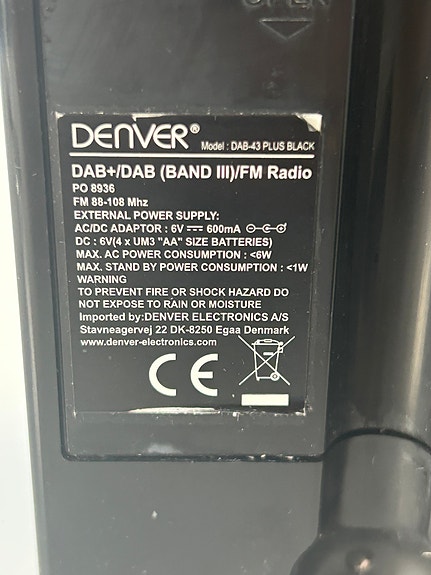 OPEN
DENVER®
Model : DAB-43 PLUS BLACK
DAB+/DAB (BAND III)/FM Radio
PO 8936
FM 88-108 Mhz
EXTERNAL POWER SUPPLY:
AC/DC ADAPTOR : 6V ⎓ 600mA
DC : 6V(4 x UM3 "AA" SIZE BATTERIES)
MAX. AC POWER CONSUMPTION : <6W
MAX. STAND BY POWER CONSUMPTION : <1W
WARNING
TO PREVENT FIRE OR SHOCK HAZARD DO
NOT EXPOSE TO RAIN OR MOISTURE
Imported by:DENVER ELECTRONICS A/S
Stavneagervej 22 DK-8250 Egaa Denmark
www.denver-electronics.com
CE